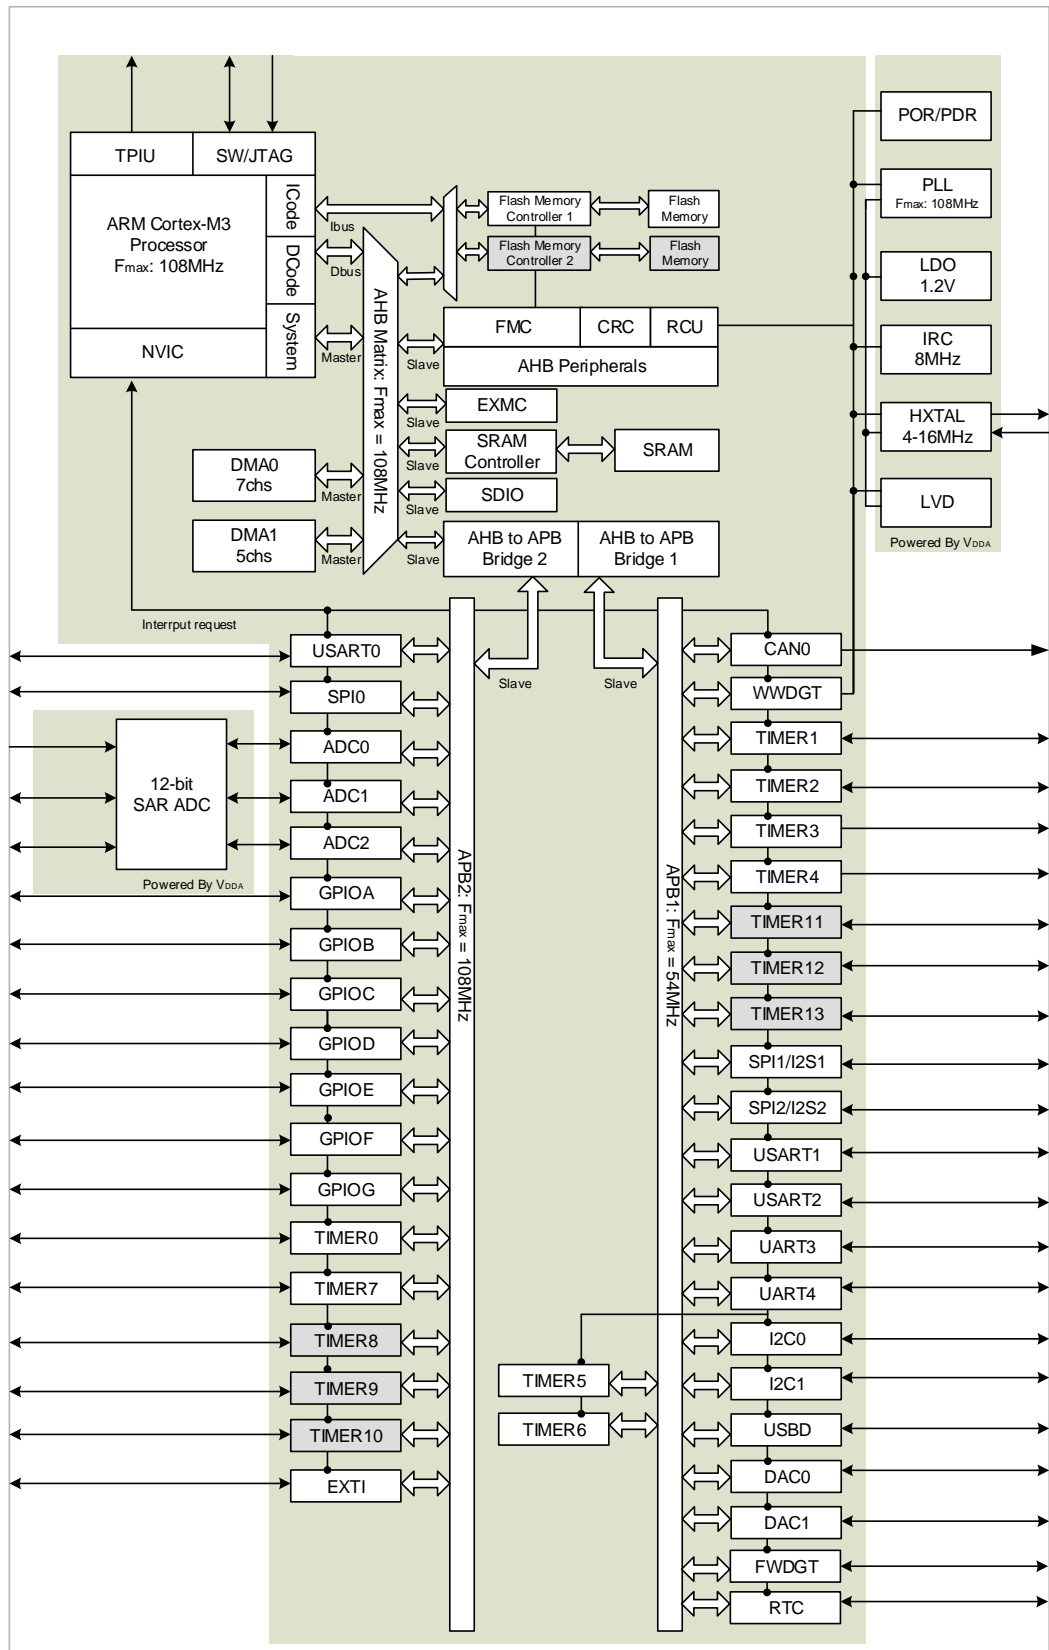 POR/PDR
TPIU
SW/JTAG
ICode
PLL
Fmax: 108MHz
ARM Cortex-M3
Processor
Fmax: 108MHz
Ibus
Flash Memory
Controller 1
Flash
Memory
DCode
Dbus
Flash Memory
Controller 2
Flash
Memory
LDO
1.2V
System
NVIC
Master
AHB Matrix: Fmax = 108MHz
Slave
FMC
CRC
RCU
AHB Peripherals
IRC
8MHz
Slave
EXMC
HXTAL
4-16MHz
Slave
SRAM
Controller
SRAM
DMA0
7chs
Master
Slave
SDIO
LVD
DMA1
5chs
Master
Slave
AHB to APB
Bridge 2
AHB to APB
Bridge 1
Powered By VDDA
Interrput request
USART0
CAN0
Slave
Slave
SPI0
WWDGT
12-bit
SAR ADC
Powered By VDDA
ADC0
TIMER1
ADC1
TIMER2
ADC2
TIMER3
GPIOA
TIMER4
APB2: Fmax = 108MHz
APB1: Fmax = 54MHz
GPIOB
TIMER11
GPIOC
TIMER12
GPIOD
TIMER13
GPIOE
SPI1/I2S1
GPIOF
SPI2/I2S2
GPIOG
USART1
TIMER0
USART2
TIMER7
UART3
TIMER8
UART4
TIMER9
I2C0
TIMER5
I2C1
TIMER10
TIMER6
USBD
EXTI
DAC0
DAC1
FWDGT
RTC